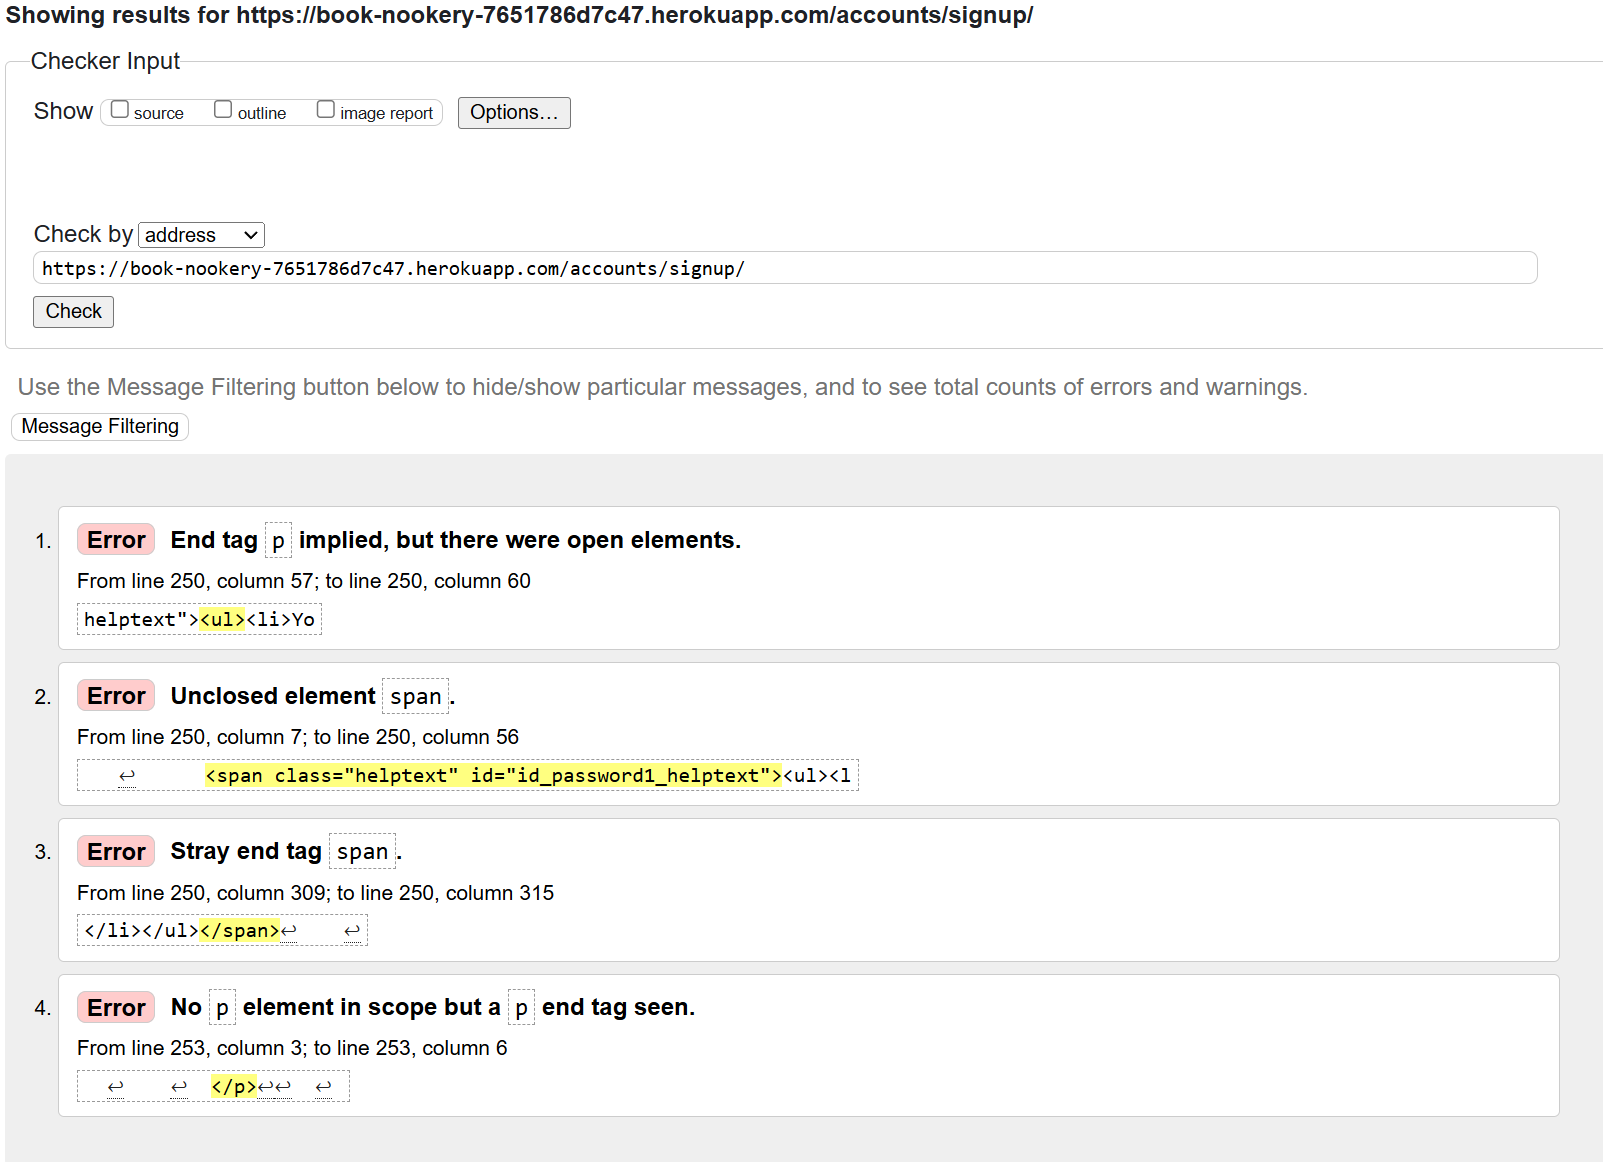 Showing results for https://book-nookery-7651786d7c47.herokuapp.com/accounts/signup/
Checker Input
Show source outline image report Options...
Check by address
https://book-nookery-7651786d7c47.herokuapp.com/accounts/signup/
Check
Use the Message Filtering button below to hide/show particular messages, and to see total counts of errors and warnings.
Message Filtering
1. Error End tag p implied, but there were open elements.
From line 250, column 57; to line 250, column 60
helptext"><ul><li>Yo
2. Error Unclosed element span.
From line 250, column 7; to line 250, column 56
↩ <span class="helptext" id="id_password1_helptext"><ul><l
3. Error Stray end tag span.
From line 250, column 309; to line 250, column 315
</li></ul></span>↩ ↩
4. Error No p element in scope but a p end tag seen.
From line 253, column 3; to line 253, column 6
↩ ↩ </p>↩↩ ↩